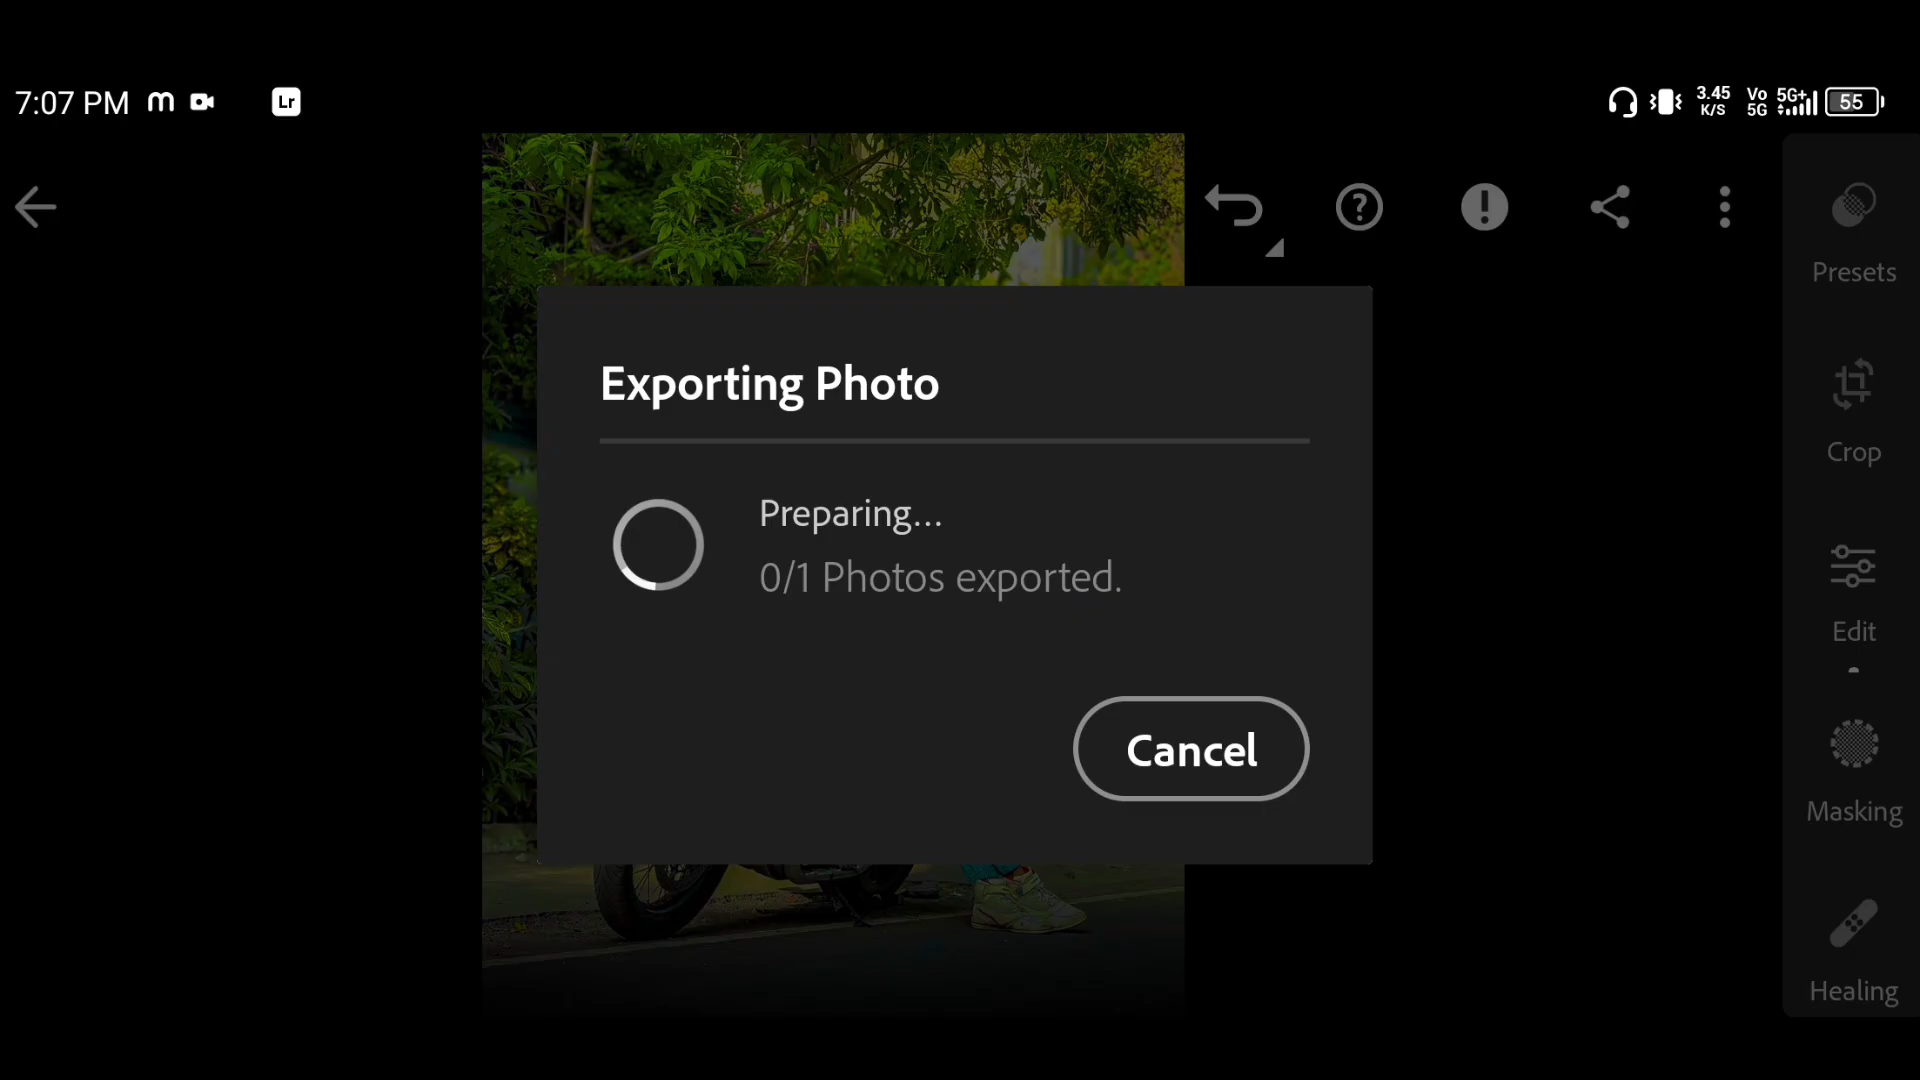 7:07 PM
Lr
3.45
K/S
Vo
5G
5G+
55
Presets
Exporting Photo
Crop
Preparing...
0/1 Photos exported.
Edit
Cancel
Masking
Healing